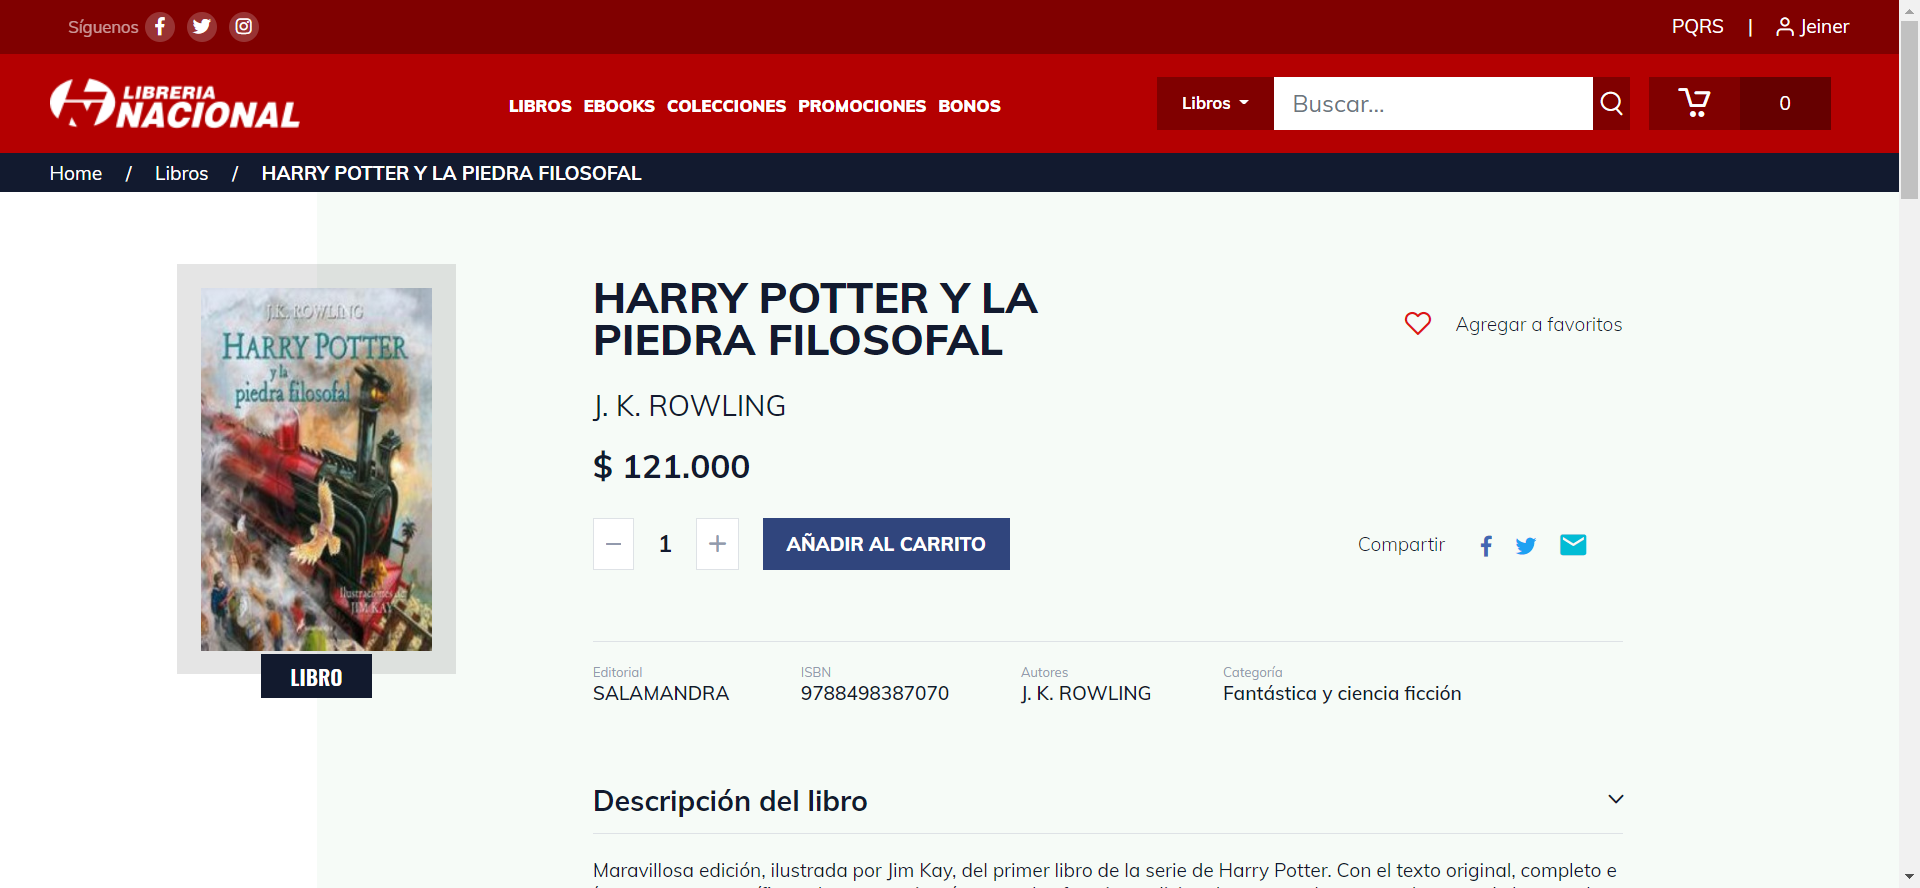 Síguenos
PQRS | Jeiner
LIBRERIA
NACIONAL
LIBROS EBOOKS COLECCIONES PROMOCIONES BONOS
Libros Buscar... 0
Home / Libros / HARRY POTTER Y LA PIEDRA FILOSOFAL
J.K. ROWLING
HARRY POTTER
y la
piedra filosofal
Ilustraciones de
JIM KAY
LIBRO
HARRY POTTER Y LA
PIEDRA FILOSOFAL
Agregar a favoritos
J. K. ROWLING
$ 121.000
1 AÑADIR AL CARRITO
Compartir
Editorial
SALAMANDRA
ISBN
9788498387070
Autores
J. K. ROWLING
Categoría
Fantástica y ciencia ficción
Descripción del libro
Maravillosa edición, ilustrada por Jim Kay, del primer libro de la serie de Harry Potter. Con el texto original, completo e